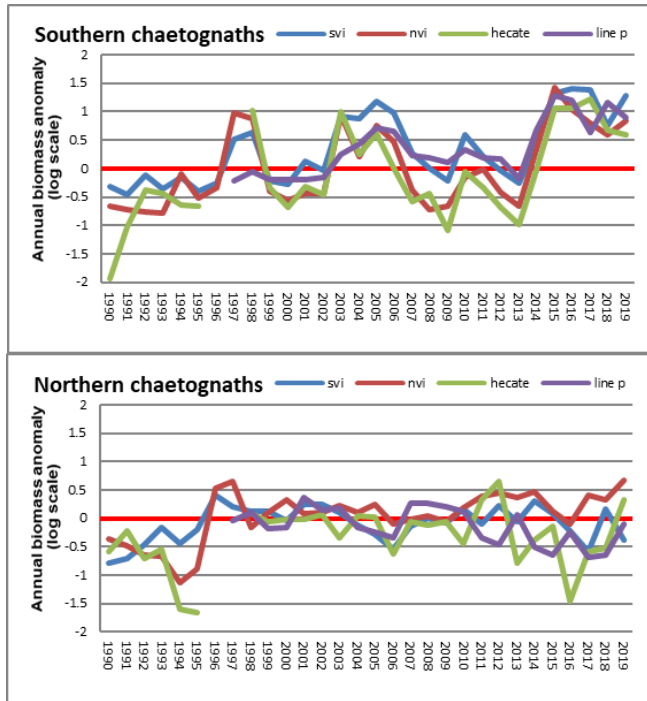 Southern chaetognaths svi nvi hecate line p
Annual biomass anomaly
(log scale)
2
1.5
1
0.5
0
-0.5
-1
-1.5
-2
1990 1991 1992 1993 1994 1995 1996 1997 1998 1999 2000 2001 2002 2003 2004 2005 2006 2007 2008 2009 2010 2011 2012 2013 2014 2015 2016 2017 2018 2019
Northern chaetognaths svi nvi hecate line p
Annual biomass anomaly
(log scale)
2
1.5
1
0.5
0
-0.5
-1
-1.5
-2
1990 1991 1992 1993 1994 1995 1996 1997 1998 1999 2000 2001 2002 2003 2004 2005 2006 2007 2008 2009 2010 2011 2012 2013 2014 2015 2016 2017 2018 2019